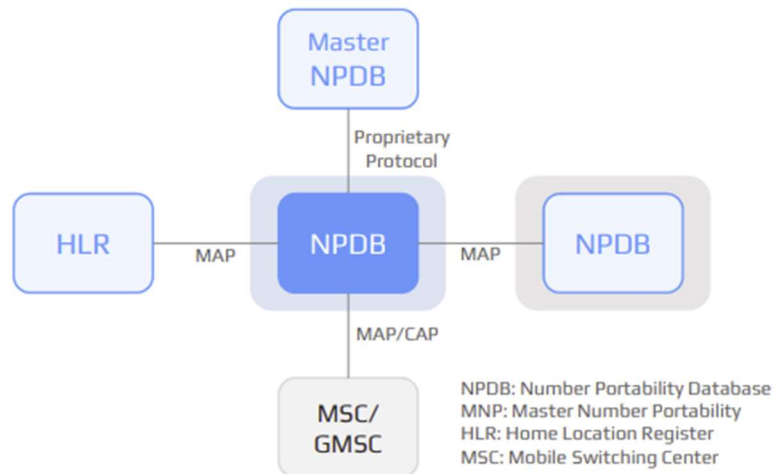 Master
NPDB
Proprietary
Protocol
HLR
MAP
NPDB
MAP
NPDB
MAP/CAP
MSC/
GMSC
NPDB: Number Portability Database
MNP: Master Number Portability
HLR: Home Location Register
MSC: Mobile Switching Center